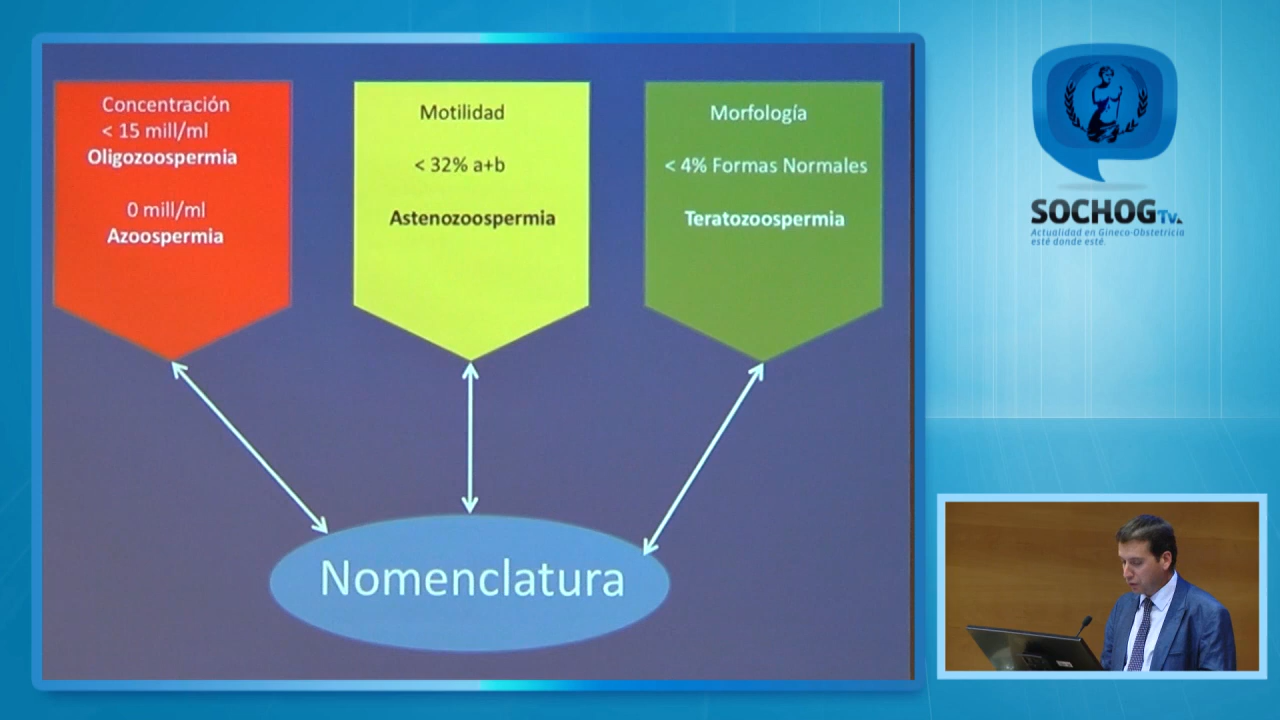 Concentración
< 15 mill/ml
Oligozoospermia
0 mill/ml
Azoospermia
Motilidad
< 32% a+b
Astenozoospermia
Morfología
< 4% Formas Normales
Teratozoospermia
Nomenclatura
SOCHOG Tv.
Actualidad en Gineco-Obstetricia
esté donde esté.